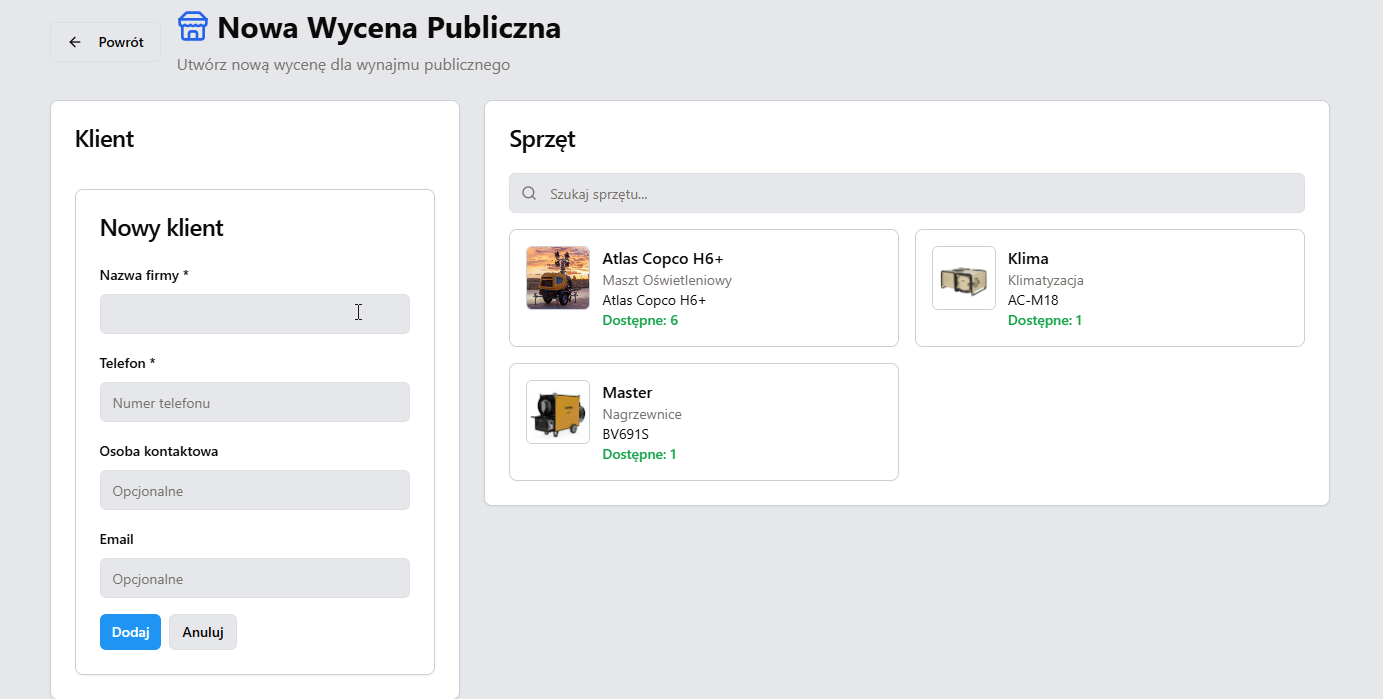 Powrót
Nowa Wycena Publiczna
Utwórz nową wycenę dla wynajmu publicznego
Klient
Nowy klient
Nazwa firmy *
Telefon *
Numer telefonu
Osoba kontaktowa
Opcjonalne
Email
Opcjonalne
Dodaj
Anuluj
Sprzęt
Szukaj sprzętu...
Atlas Copco H6+
Maszt Oświetleniowy
Atlas Copco H6+
Dostępne: 6
Klima
Klimatyzacja
AC-M18
Dostępne: 1
Master
Nagrzewnice
BV691S
Dostępne: 1